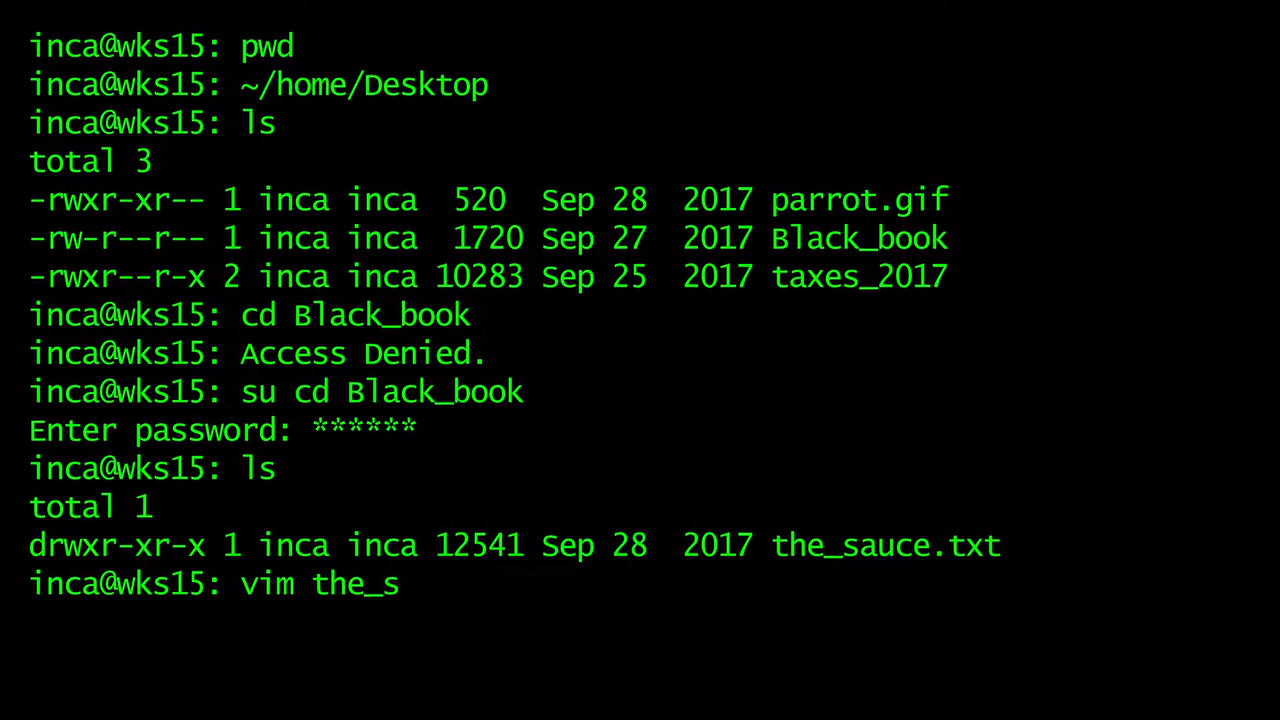 inca@wks15: pwd
inca@wks15: ~/home/Desktop
inca@wks15: ls
total 3
-rwxr-xr-- 1 inca inca  520  Sep 28  2017 parrot.gif
-rw-r--r-- 1 inca inca  1720 Sep 27  2017 Black_book
-rwxr--r-x 2 inca inca 10283 Sep 25  2017 taxes_2017
inca@wks15: cd Black_book
inca@wks15: Access Denied.
inca@wks15: su cd Black_book
Enter password: ******
inca@wks15: ls
total 1
drwxr-xr-x 1 inca inca 12541 Sep 28  2017 the_sauce.txt
inca@wks15: vim the_s